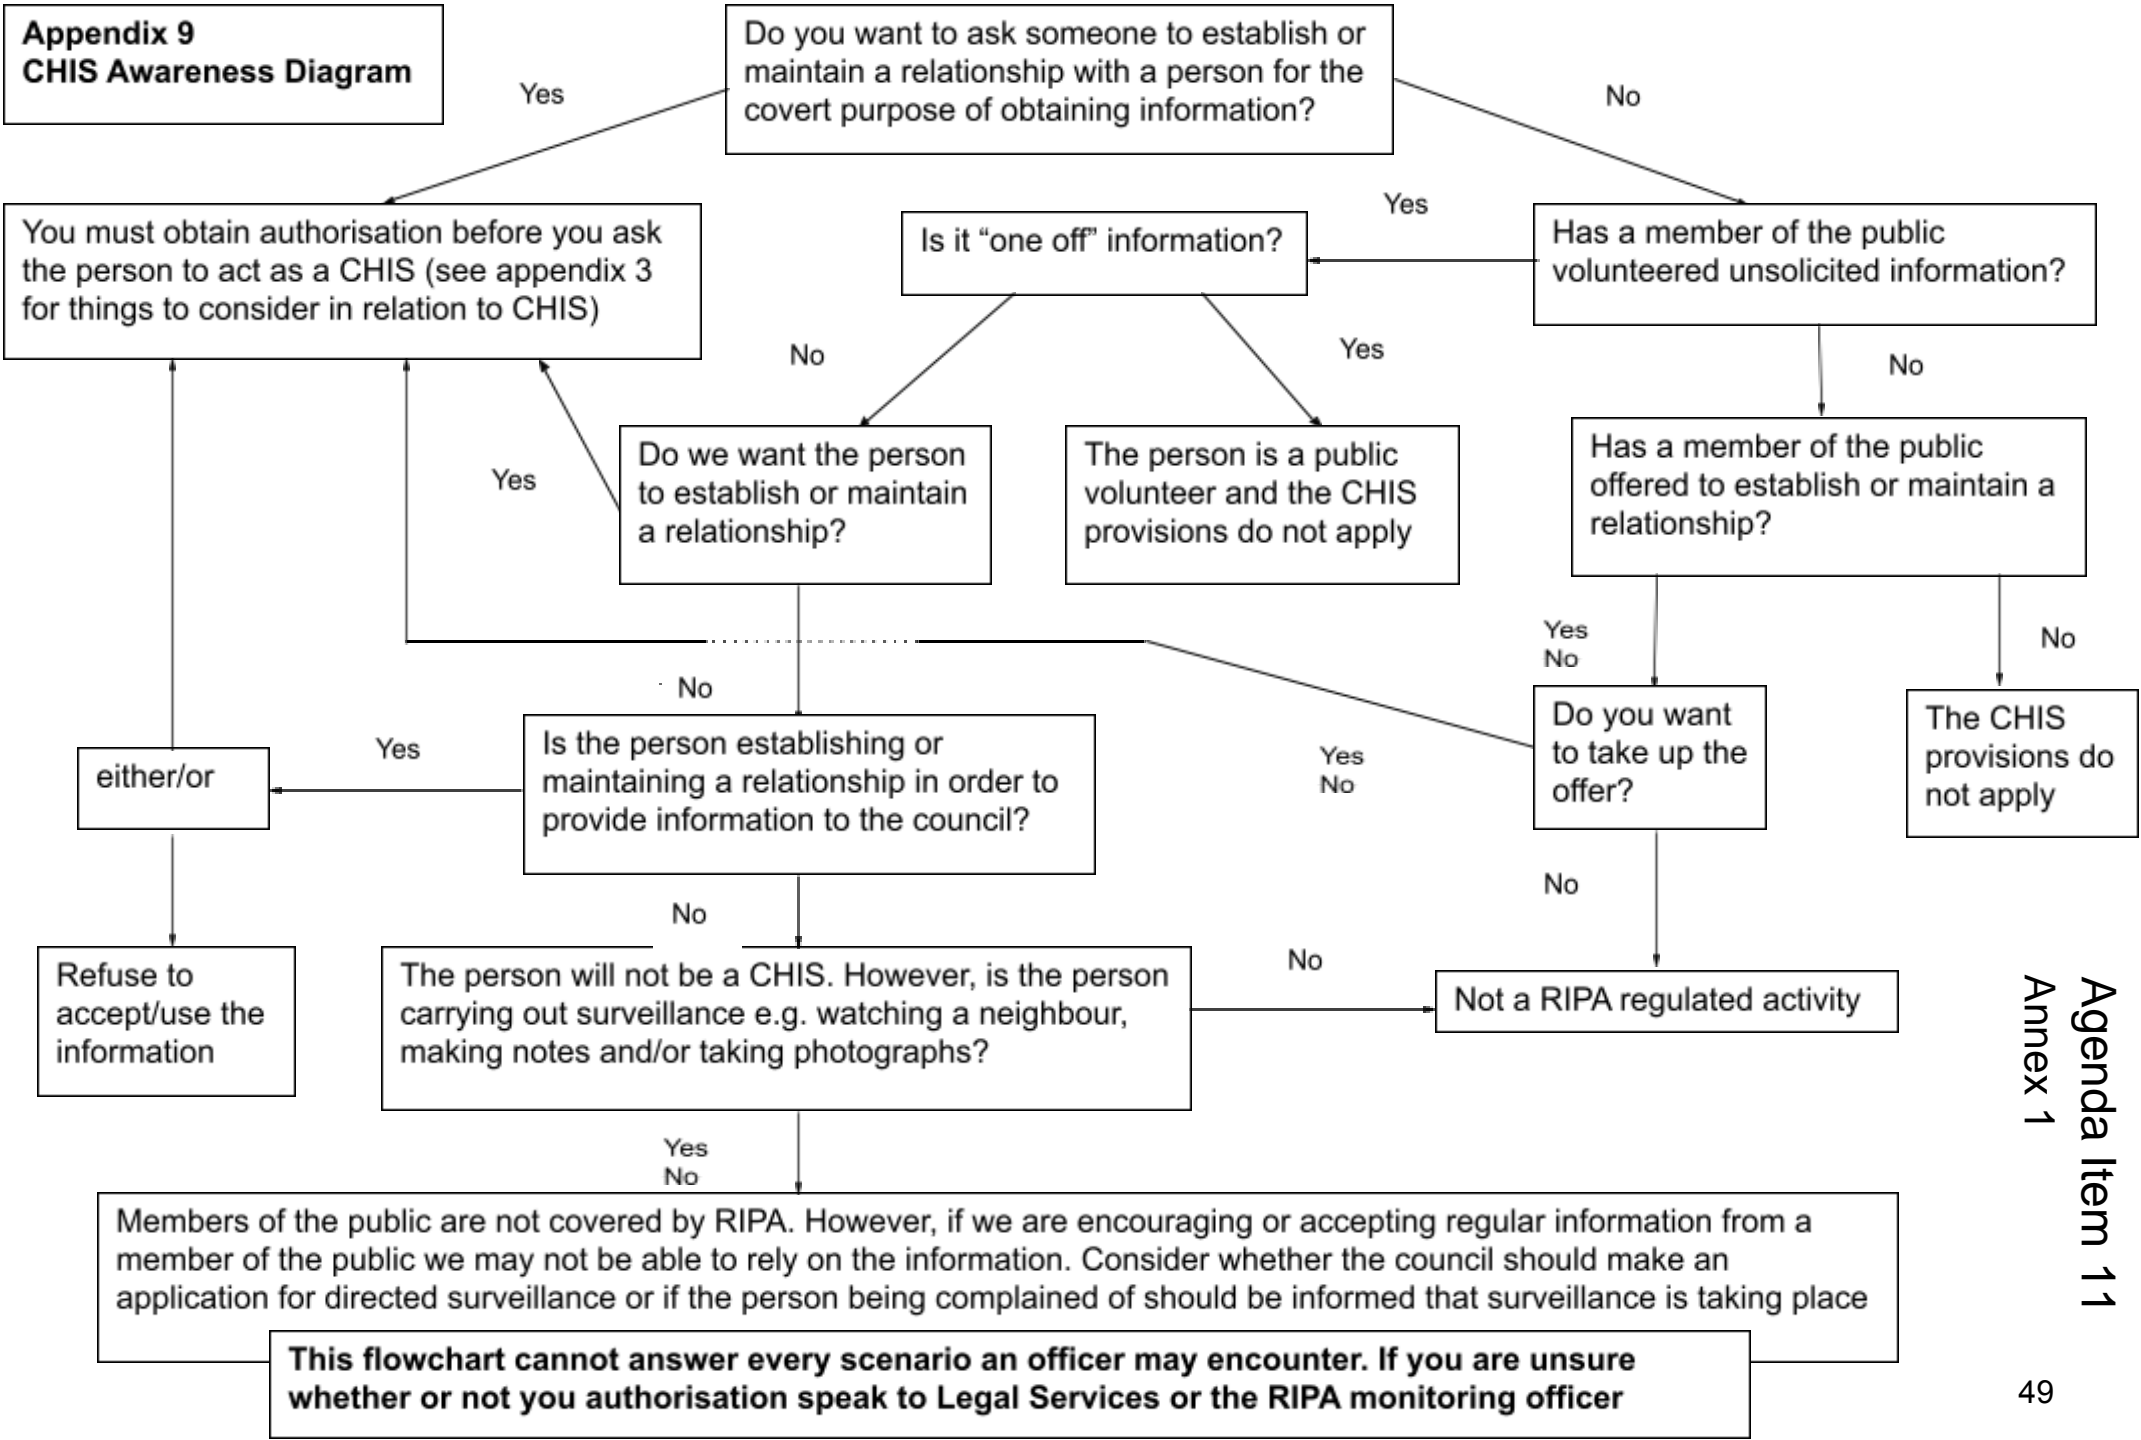 Appendix 9
CHIS Awareness Diagram
Do you want to ask someone to establish or
maintain a relationship with a person for the
covert purpose of obtaining information?
Yes
No
You must obtain authorisation before you ask
the person to act as a CHIS (see appendix 3
for things to consider in relation to CHIS)
Is it “one off” information?
Yes
Has a member of the public
volunteered unsolicited information?
No
Yes
No
Do we want the person
to establish or maintain
a relationship?
Yes
The person is a public
volunteer and the CHIS
provisions do not apply
Has a member of the public
offered to establish or maintain a
relationship?
Yes
No
No
No
either/or
Yes
Is the person establishing or
maintaining a relationship in order to
provide information to the council?
Yes
No
Do you want
to take up the
offer?
The CHIS
provisions do
not apply
No
No
Refuse to
accept/use the
information
The person will not be a CHIS. However, is the person
carrying out surveillance e.g. watching a neighbour,
making notes and/or taking photographs?
No
Not a RIPA regulated activity
Yes
No
Members of the public are not covered by RIPA. However, if we are encouraging or accepting regular information from a
member of the public we may not be able to rely on the information. Consider whether the council should make an
application for directed surveillance or if the person being complained of should be informed that surveillance is taking place
This flowchart cannot answer every scenario an officer may encounter. If you are unsure
whether or not you authorisation speak to Legal Services or the RIPA monitoring officer
Agenda Item 11
Annex 1
49